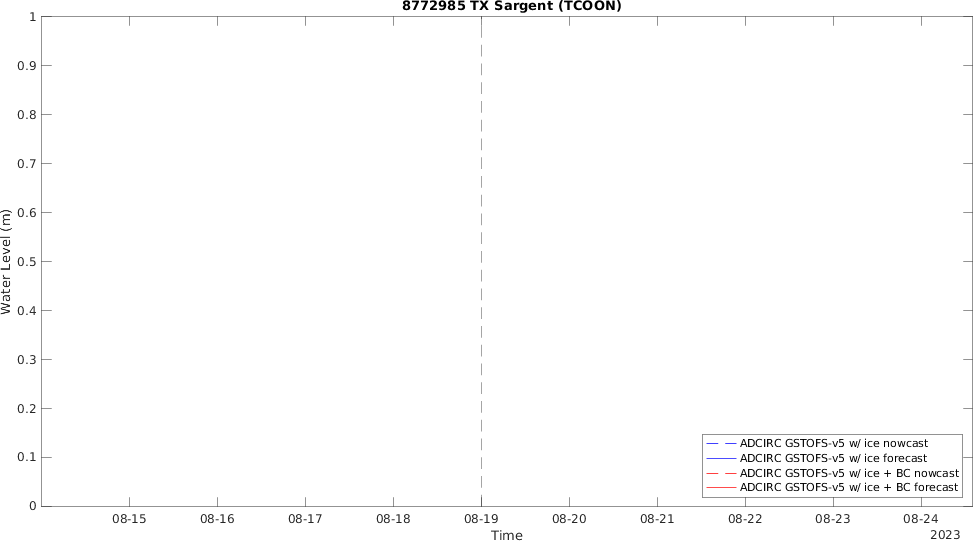 8772985 TX Sargent (TCOON)
1
0.9
0.8
0.7
0.6
0.5
0.4
0.3
0.2
0.1
0
Water Level (m)
ADCIRC GSTOFS-v5 w/ ice nowcast
ADCIRC GSTOFS-v5 w/ ice forecast
ADCIRC GSTOFS-v5 w/ ice + BC nowcast
ADCIRC GSTOFS-v5 w/ ice + BC forecast
08-15 08-16 08-17 08-18 08-19 08-20 08-21 08-22 08-23 08-24
Time
2023